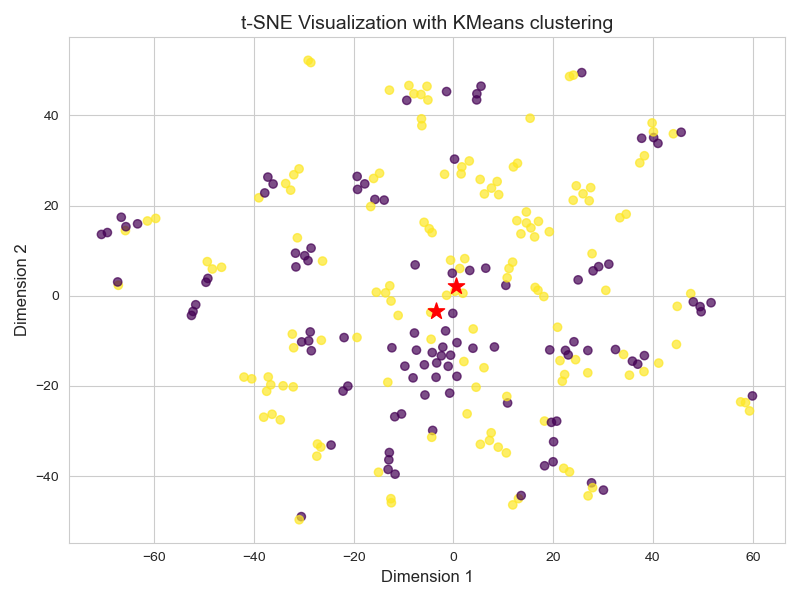 t-SNE Visualization with KMeans clustering
Dimension 2
40
20
0
−20
−40
−60 −40 −20 0 20 40 60
Dimension 1